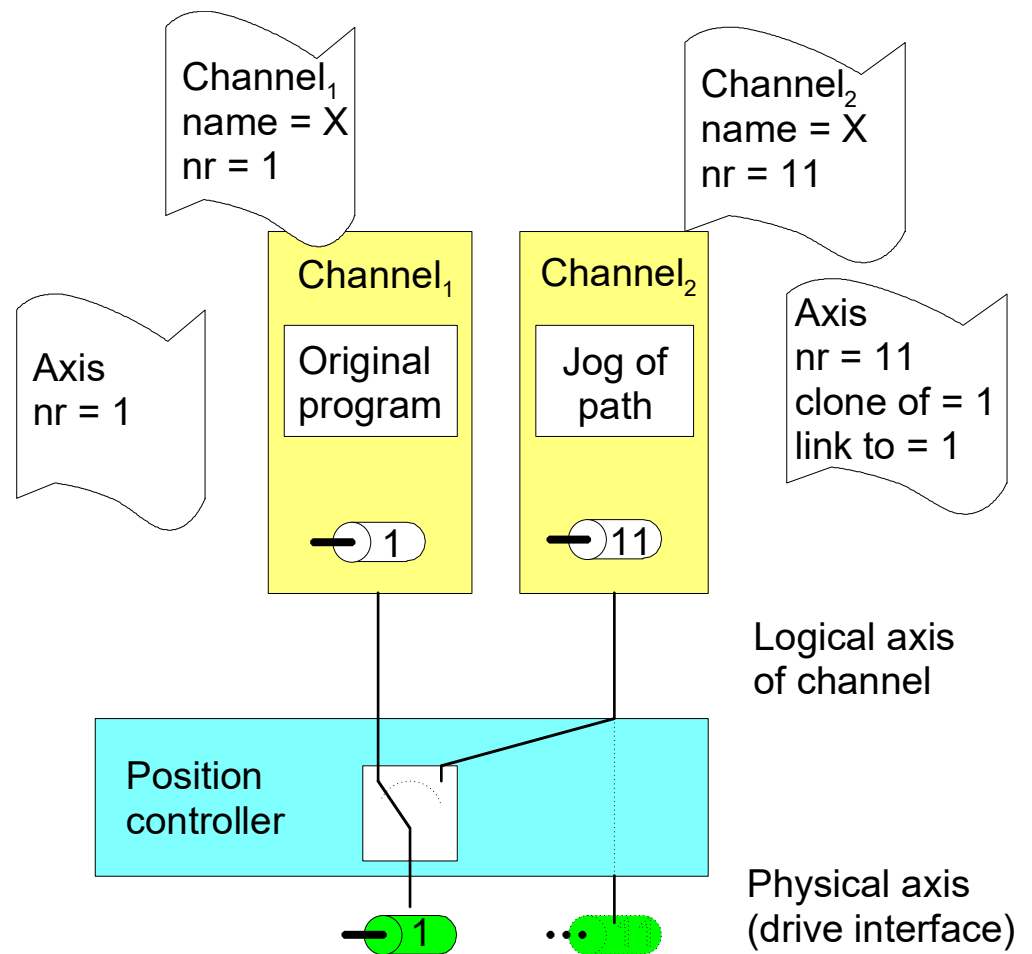 Channel₁
name = X
nr = 1
Channel₂
name = X
nr = 11
Axis
nr = 1
Channel₁
Original
program
1
Channel₂
Jog of
path
11
Axis
nr = 11
clone of = 1
link to = 1
Logical axis
of channel
Position
controller
1
Physical axis
(drive interface)